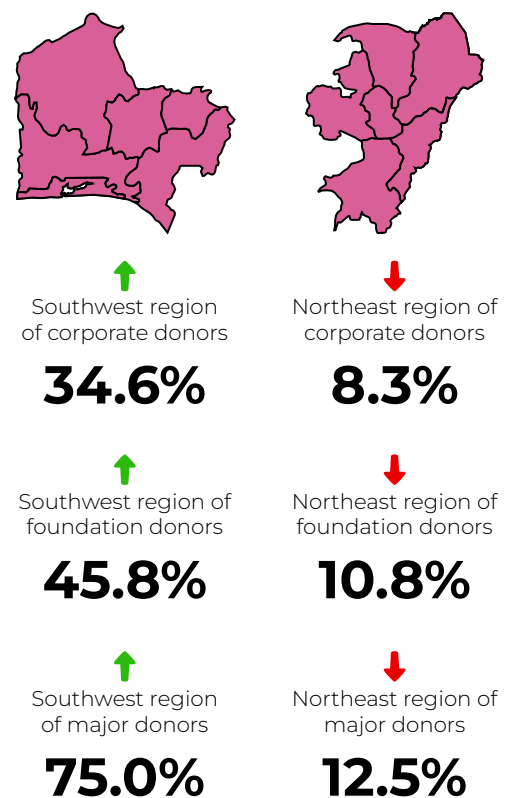 Southwest region
of corporate donors
34.6%
Northeast region of
corporate donors
8.3%
Southwest region of
foundation donors
45.8%
Northeast region of
foundation donors
10.8%
Southwest region
of major donors
75.0%
Northeast region of
major donors
12.5%